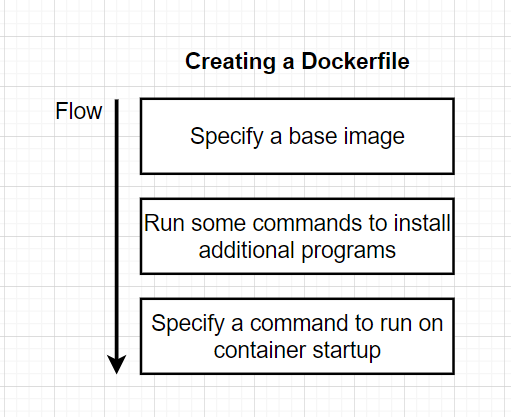 Creating a Dockerfile
Flow
Specify a base image
Run some commands to install
additional programs
Specify a command to run on
container startup